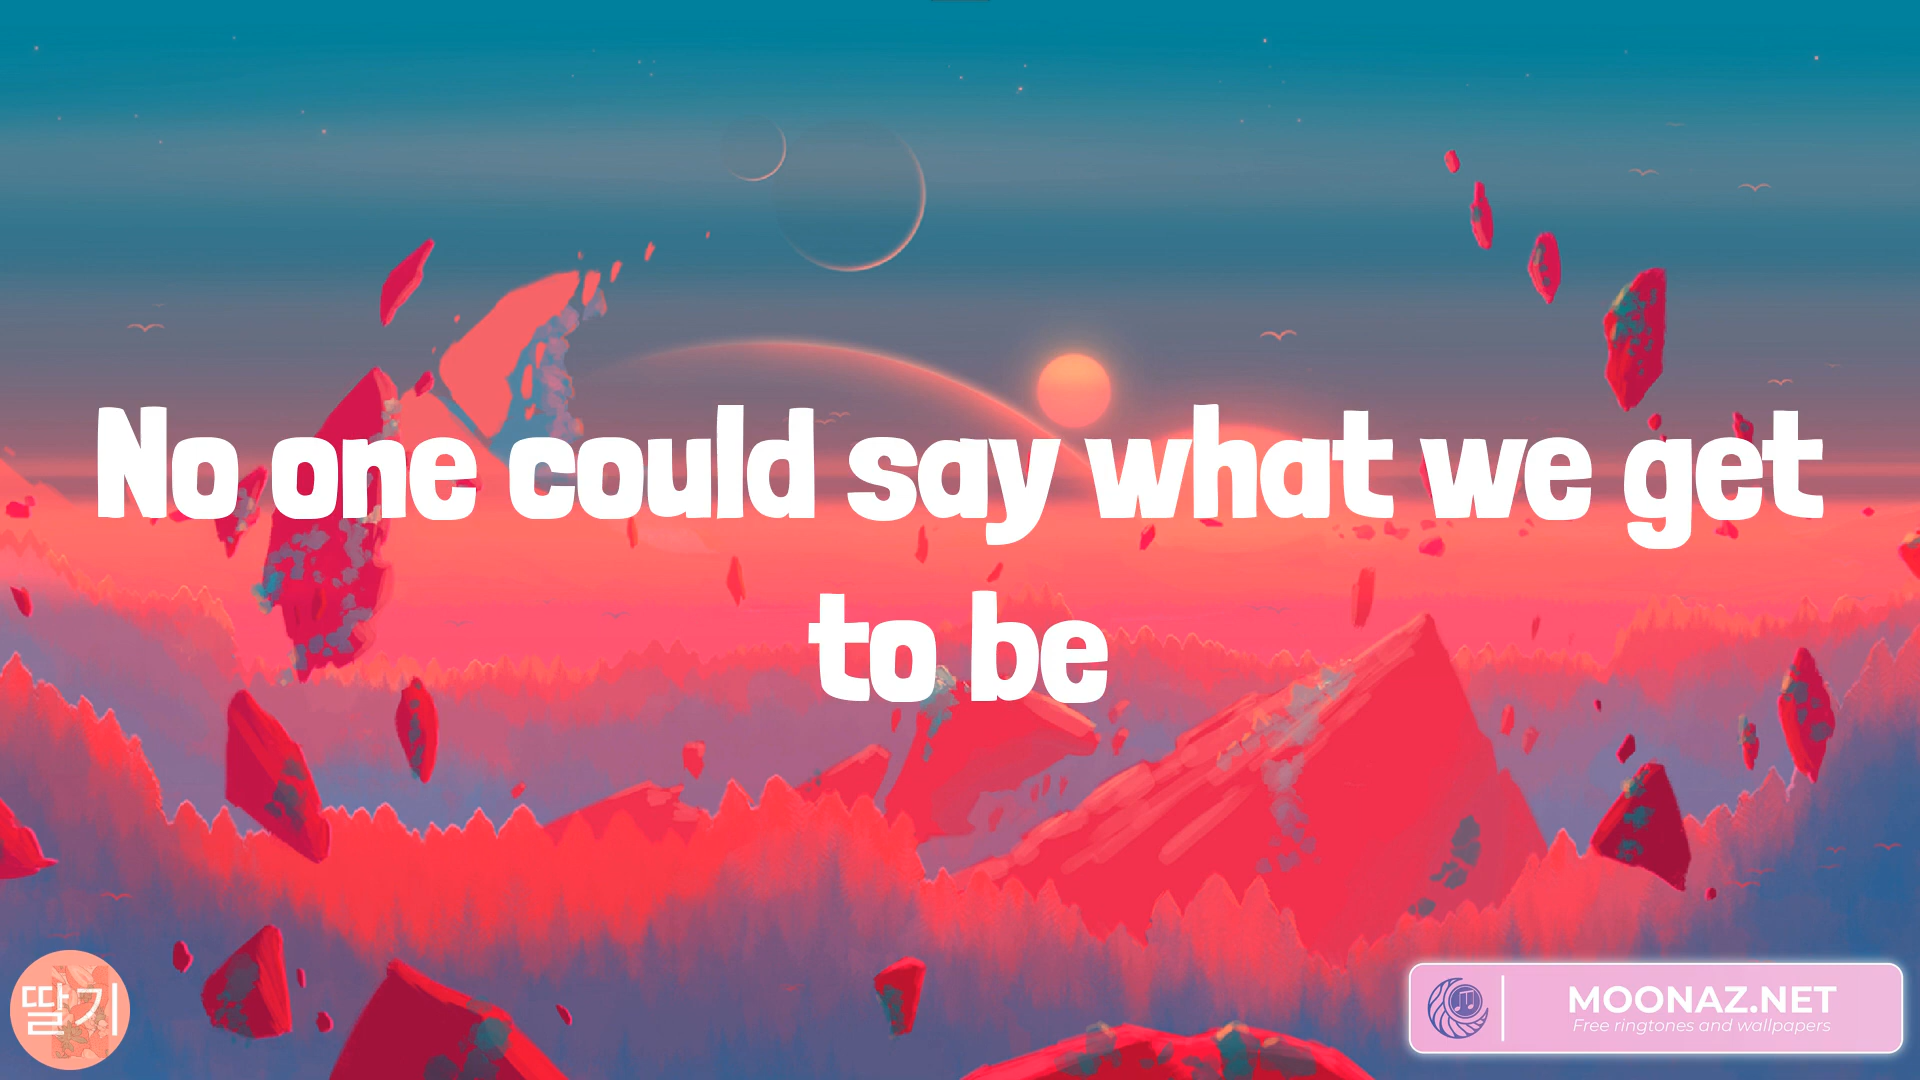 No one could say what we get
to be
딸기
MOONAZ.NET
Free ringtones and wallpapers